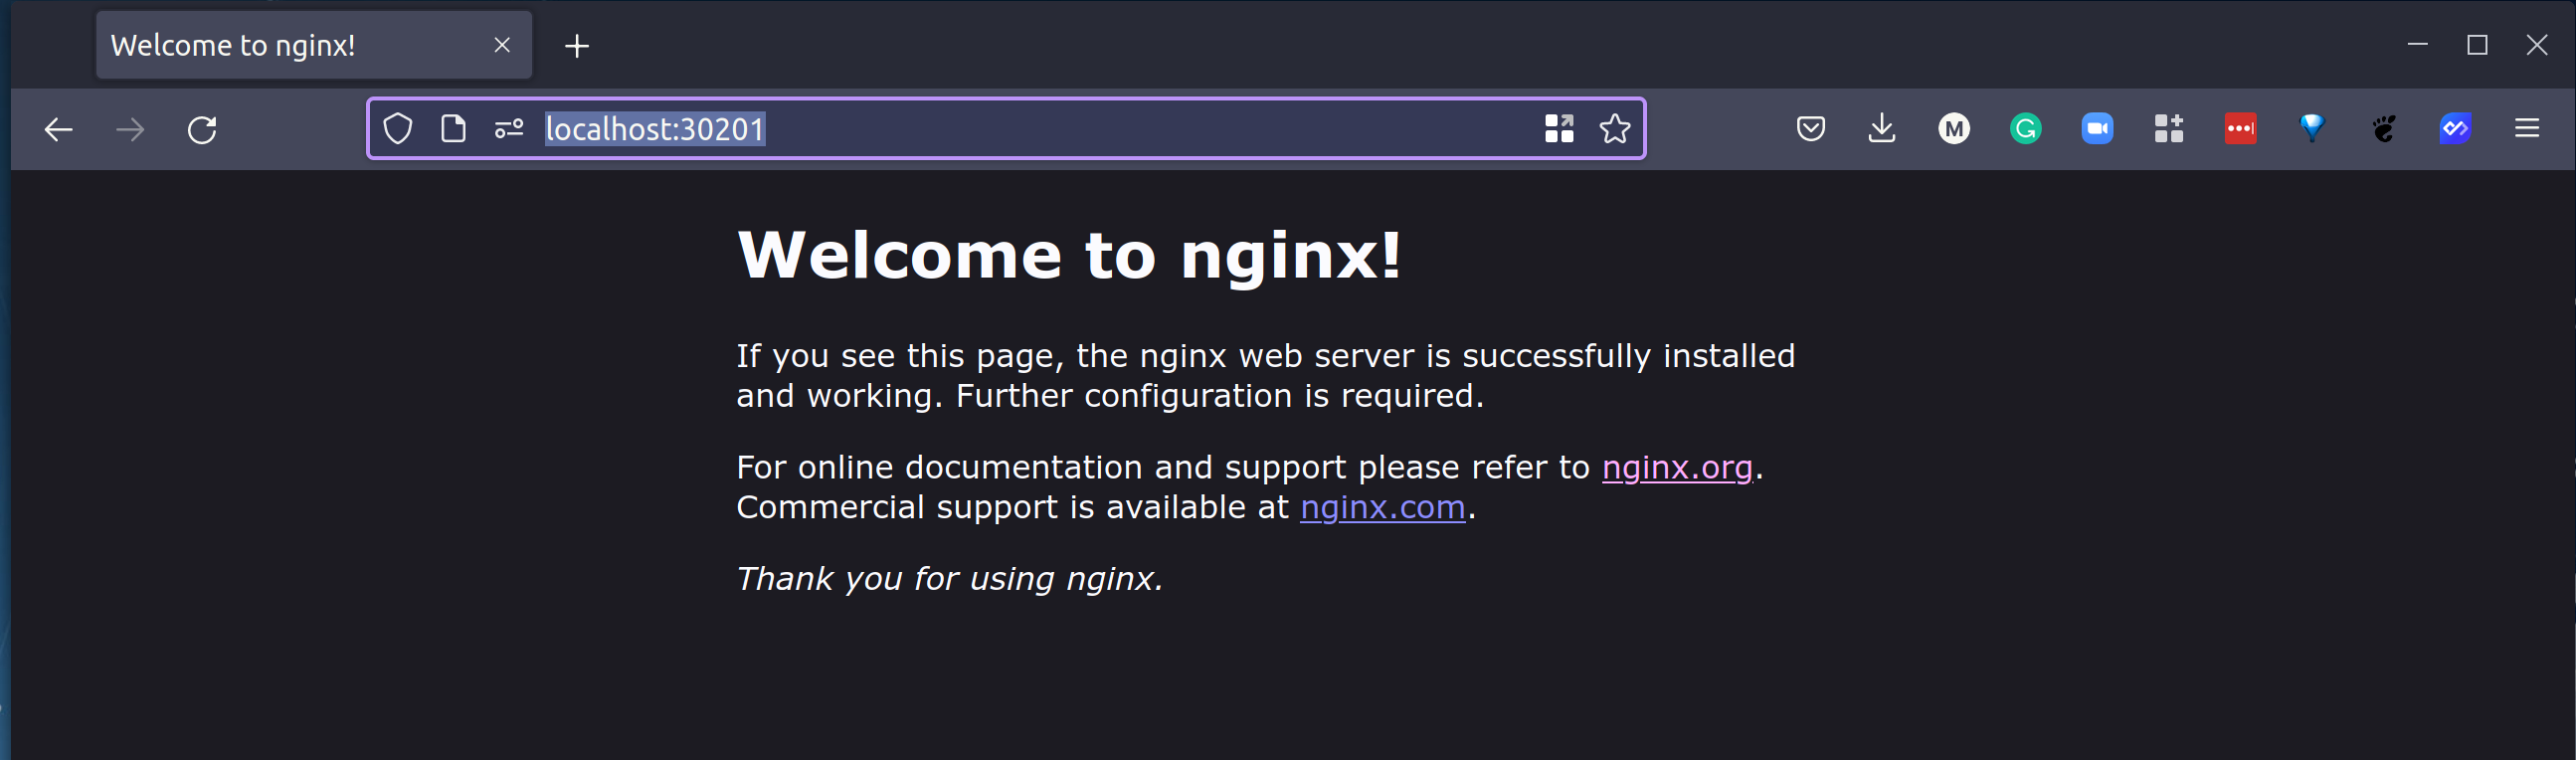 Welcome to nginx!
localhost:30201
M
G
Welcome to nginx!
If you see this page, the nginx web server is successfully installed
and working. Further configuration is required.
For online documentation and support please refer to nginx.org.
Commercial support is available at nginx.com.
Thank you for using nginx.